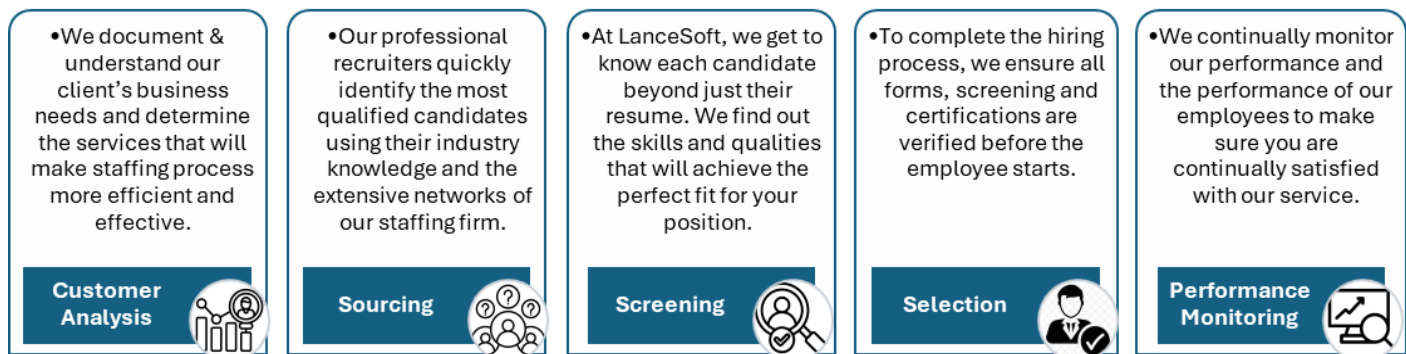 •We document &
understand our
client's business
needs and determine
the services that will
make staffing process
more efficient and
effective.
Customer
Analysis
•Our professional
recruiters quickly
identify the most
qualified candidates
using their industry
knowledge and the
extensive networks of
our staffing firm.
Sourcing
•At LanceSoft, we get to
know each candidate
beyond just their
resume. We find out
the skills and qualities
that will achieve the
perfect fit for your
position.
Screening
•To complete the hiring
process, we ensure all
forms, screening and
certifications are
verified before the
employee starts.
Selection
•We continually monitor
our performance and
the performance of our
employees to make
sure you are
continually satisfied
with our service.
Performance
Monitoring